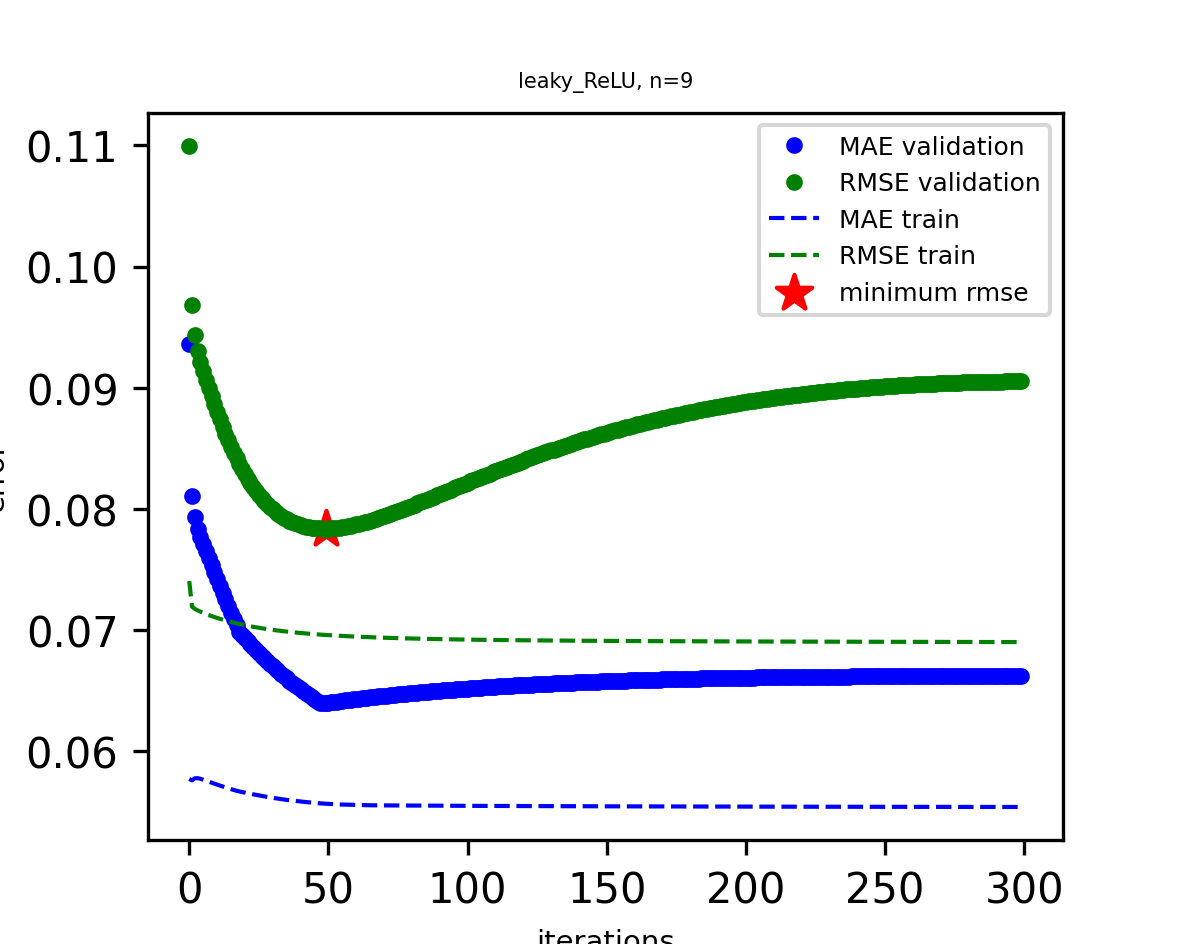 leaky_ReLU, n=9
0.11
0.10
0.09
0.08
0.07
0.06
MAE validation
RMSE validation
MAE train
RMSE train
minimum rmse
0 50 100 150 200 250 300
iterations